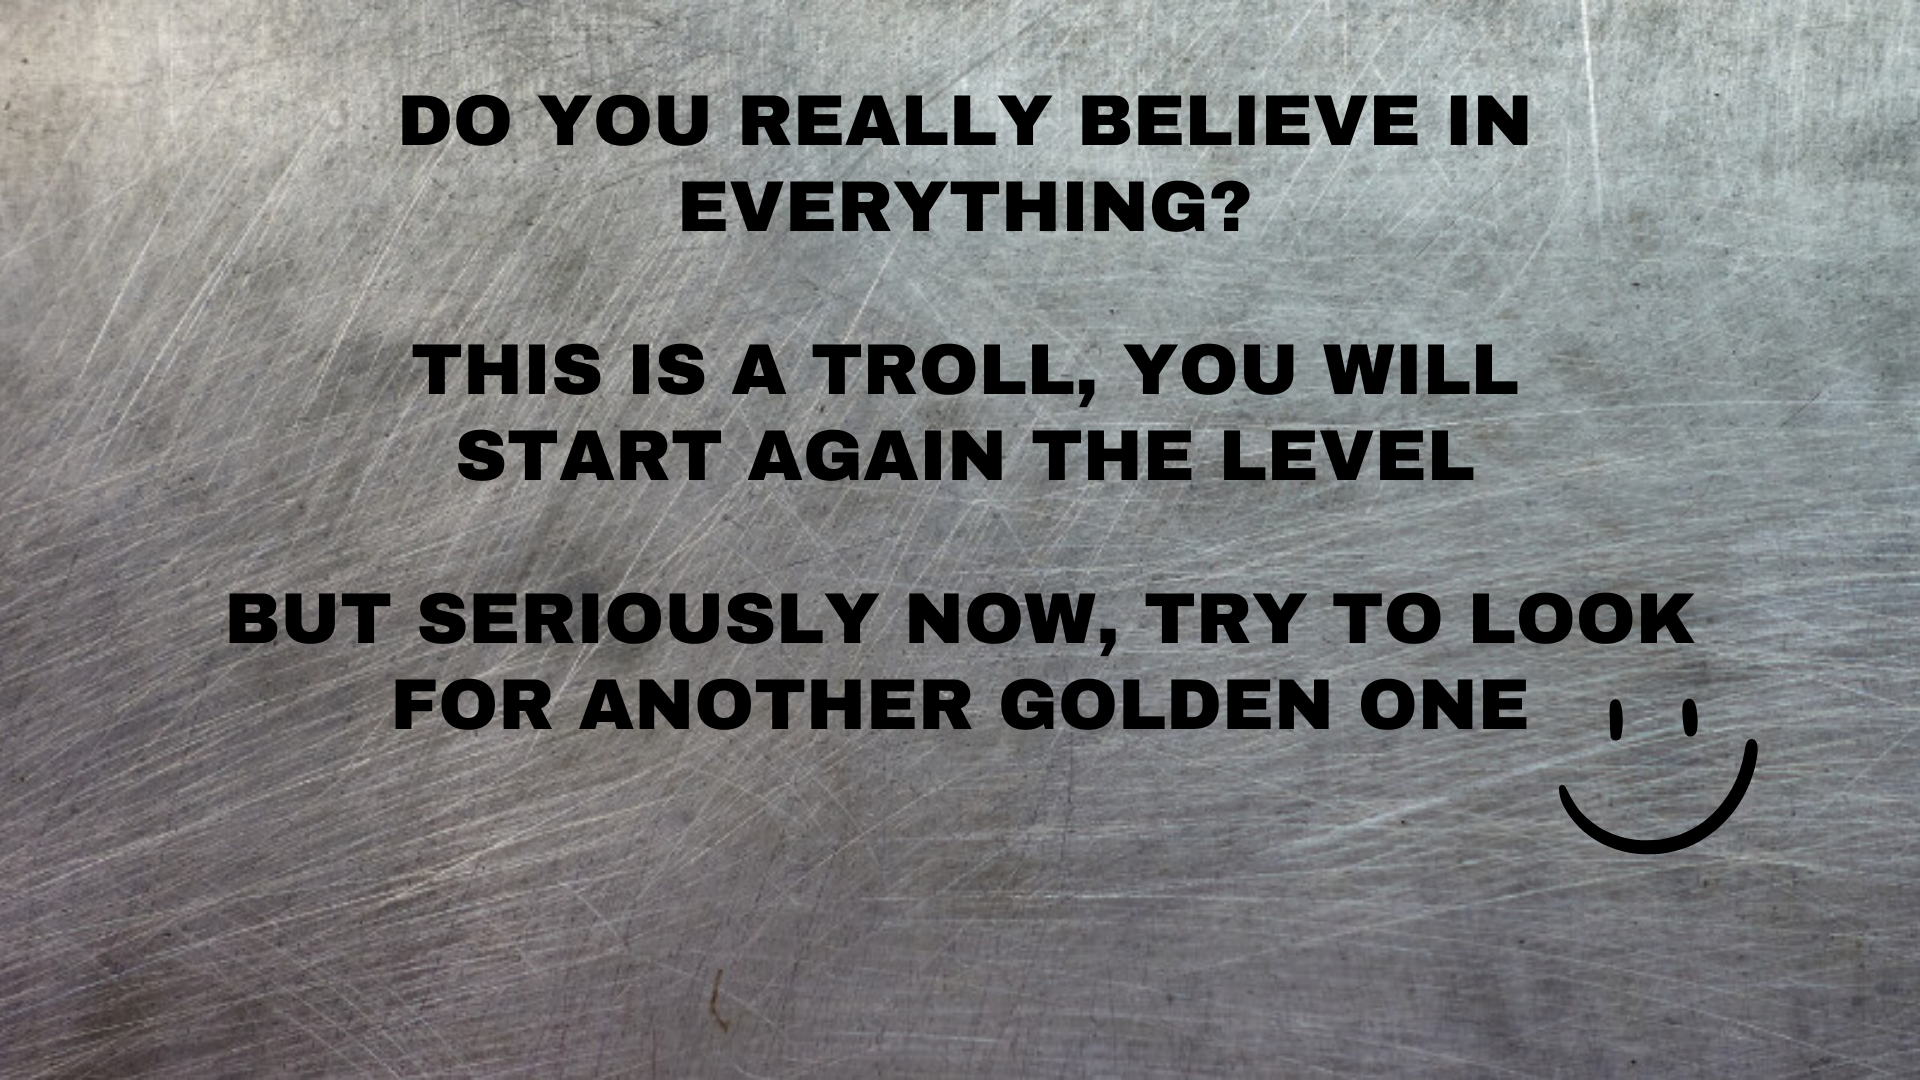 DO YOU REALLY BELIEVE IN
EVERYTHING?
THIS IS A TROLL, YOU WILL
START AGAIN THE LEVEL
BUT SERIOUSLY NOW, TRY TO LOOK
FOR ANOTHER GOLDEN ONE